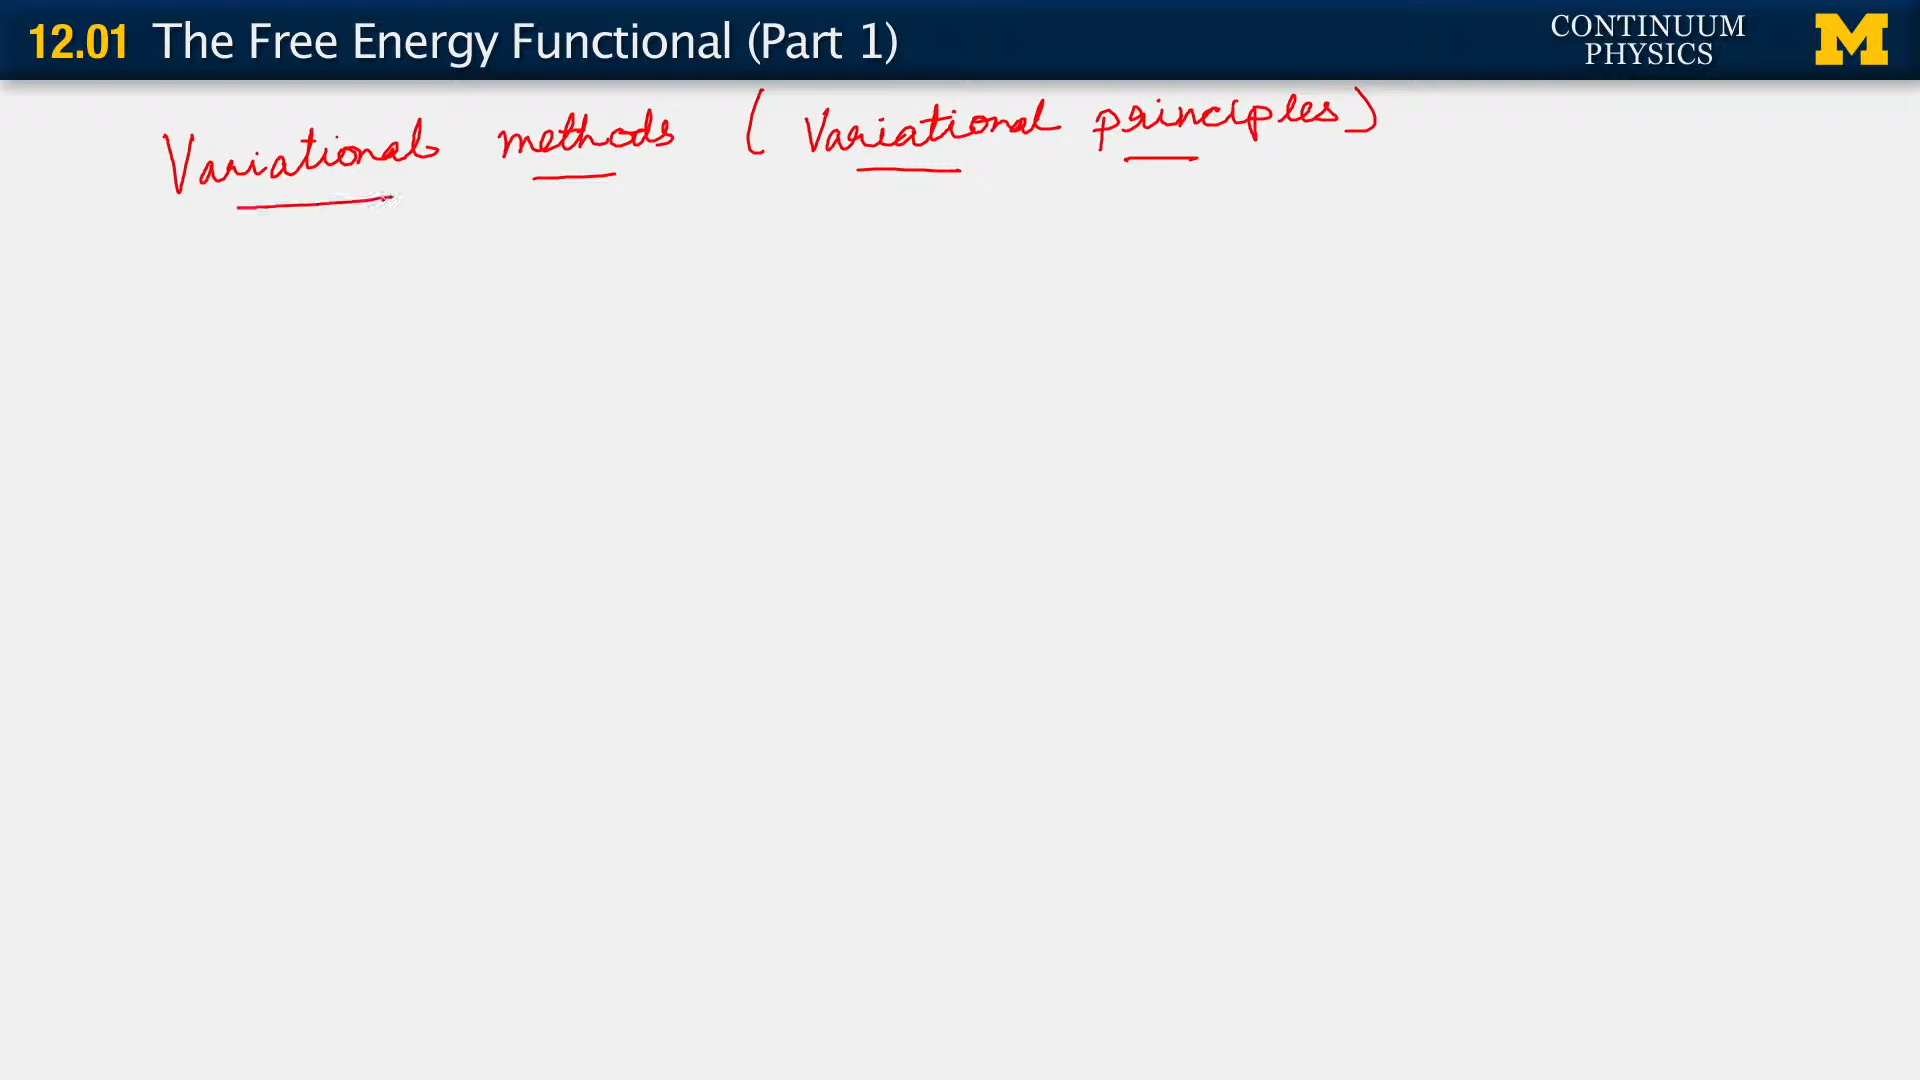 12.01 The Free Energy Functional (Part 1)
CONTINUUM
PHYSICS
M
Variational methods (Variational principles)